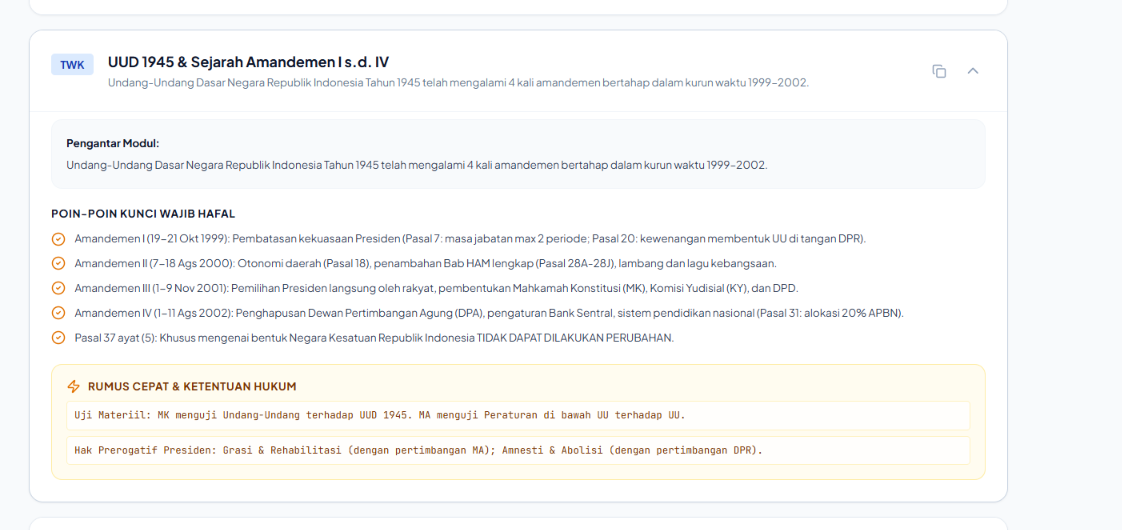 TWK
UUD 1945 & Sejarah Amandemen I s.d. IV
Undang-Undang Dasar Negara Republik Indonesia Tahun 1945 telah mengalami 4 kali amandemen bertahap dalam kurun waktu 1999–2002.
Pengantar Modul:
Undang-Undang Dasar Negara Republik Indonesia Tahun 1945 telah mengalami 4 kali amandemen bertahap dalam kurun waktu 1999–2002.
POIN-POIN KUNCI WAJIB HAFAL
Amandemen I (19–21 Okt 1999): Pembatasan kekuasaan Presiden (Pasal 7: masa jabatan max 2 periode; Pasal 20: kewenangan membentuk UU di tangan DPR).
Amandemen II (7–18 Ags 2000): Otonomi daerah (Pasal 18), penambahan Bab HAM lengkap (Pasal 28A-28J), lambang dan lagu kebangsaan.
Amandemen III (1–9 Nov 2001): Pemilihan Presiden langsung oleh rakyat, pembentukan Mahkamah Konstitusi (MK), Komisi Yudisial (KY), dan DPD.
Amandemen IV (1–11 Ags 2002): Penghapusan Dewan Pertimbangan Agung (DPA), pengaturan Bank Sentral, sistem pendidikan nasional (Pasal 31: alokasi 20% APBN).
Pasal 37 ayat (5): Khusus mengenai bentuk Negara Kesatuan Republik Indonesia TIDAK DAPAT DILAKUKAN PERUBAHAN.
RUMUS CEPAT & KETENTUAN HUKUM
Uji Materiil: MK menguji Undang-Undang terhadap UUD 1945. MA menguji Peraturan di bawah UU terhadap UU.
Hak Prerogatif Presiden: Grasi & Rehabilitasi (dengan pertimbangan MA); Amnesti & Abolisi (dengan pertimbangan DPR).